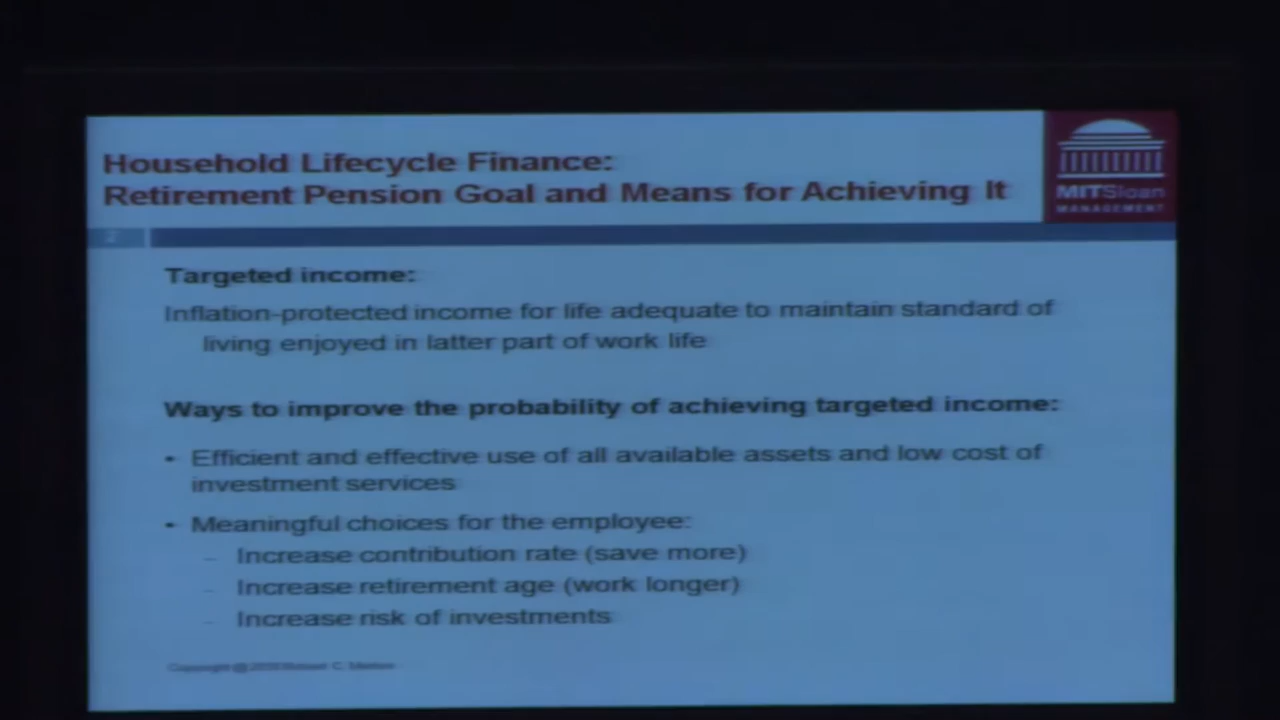 Household Lifecycle Finance:
Retirement Pension Goal and Means for Achieving It
MITSloan
MANAGEMENT
2
Targeted income:
Inflation-protected income for life adequate to maintain standard of
living enjoyed in latter part of work life
Ways to improve the probability of achieving targeted income:
• Efficient and effective use of all available assets and low cost of
investment services
• Meaningful choices for the employee:
- Increase contribution rate (save more)
- Increase retirement age (work longer)
- Increase risk of investments
Copyright @ C. Merton